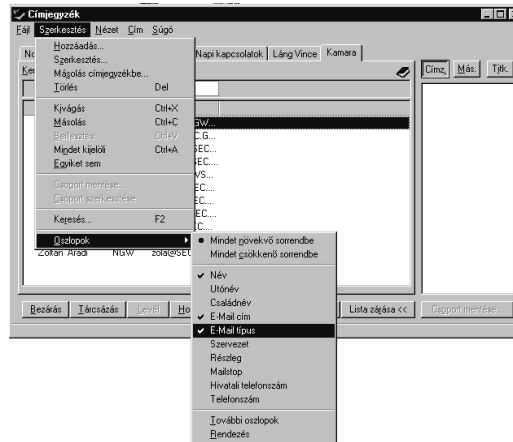 Címjegyzék
Fájl Szerkesztés Nézet Cím Súgó
Napi kapcsolatok Láng Vince Kamara
Címz. Más. Titk.
Hozzáadás...
Szerkesztés...
Másolás címjegyzékbe...
Törlés Del
Kivágás Ctrl+X
Másolás Ctrl+C
Beillesztés Ctrl+V
Mindet kijelöli Ctrl+A
Egyiket sem
Csoport mentése...
Csoport szerkesztése
Keresés... F2
Oszlopok
Mindet növekvő sorrendbe
Mindet csökkenő sorrendbe
Név
Utónév
Családnév
E-Mail cím
E-Mail típus
Szervezet
Részleg
Mailstop
Hivatali telefonszám
Telefonszám
További oszlopok
Rendezés
Zoltán Aradi NGW zola@SEC
Bezárás Tárcsázás Levél Lista zárása << Csoport mentése...